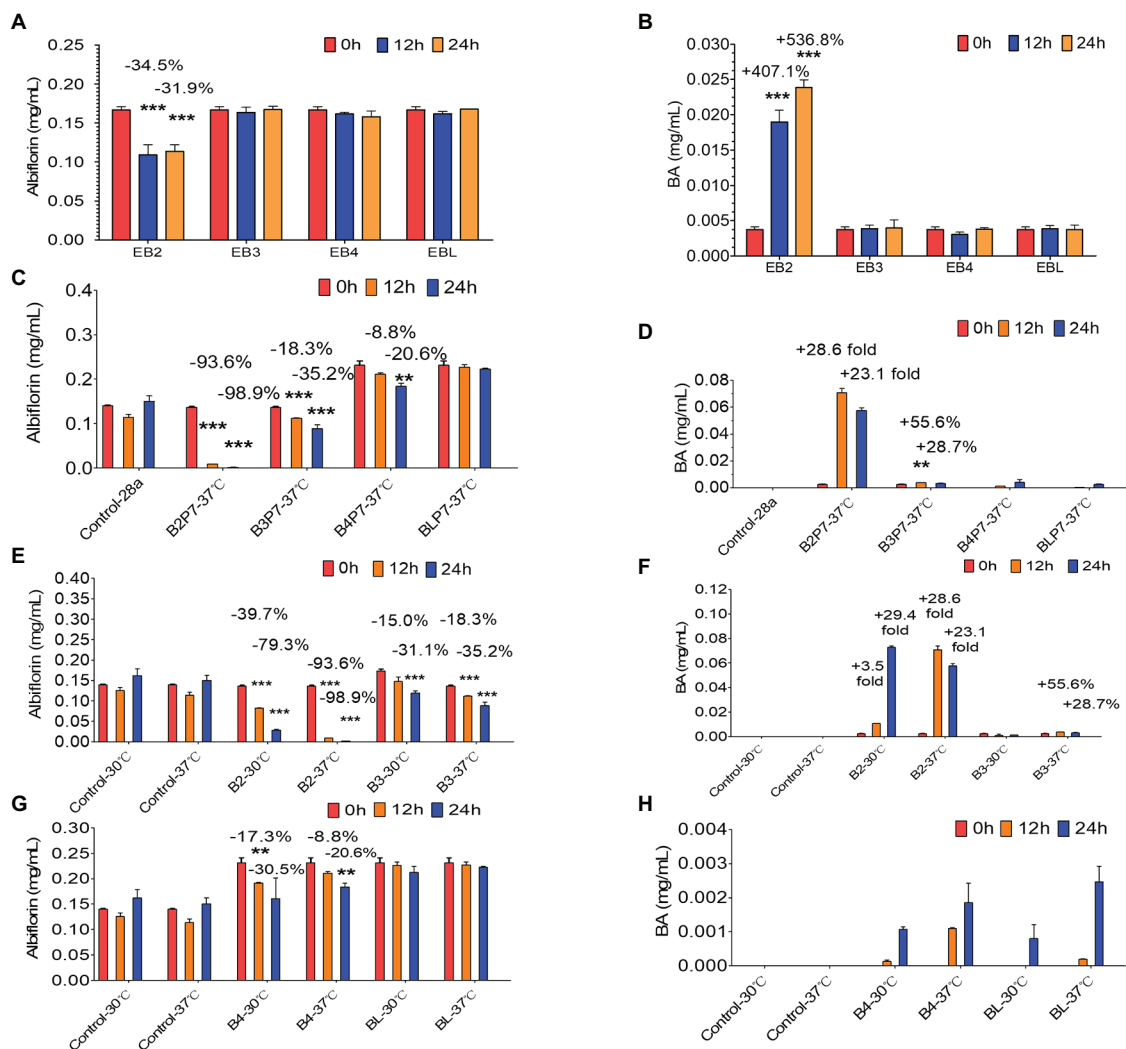 A
0h 12h 24h
Albiflorin (mg/mL)
0.25
0.20
0.15
0.10
0.05
0.00
-34.5%
-31.9%
***
***
EB2 EB3 EB4 EBL
B
0h 12h 24h
BA (mg/mL)
0.030
0.025
0.020
0.015
0.010
0.005
0.000
+536.8%
***
+407.1%
***
EB2 EB3 EB4 EBL
C
0h 12h 24h
Albiflorin (mg/mL)
0.4
0.3
0.2
0.1
0.0
-93.6%
-98.9%
***
***
-18.3%
-35.2%
***
***
-8.8%
-20.6%
**
Control-28a B2P7-37℃ B3P7-37℃ B4P7-37℃ BLP7-37℃
D
0h 12h 24h
BA (mg/mL)
0.08
0.06
0.04
0.02
0.00
+28.6 fold
+23.1 fold
+55.6%
+28.7%
**
Control-28a B2P7-37℃ B3P7-37℃ B4P7-37℃ BLP7-37℃
E
0h 12h 24h
Albiflorin (mg/mL)
0.40
0.35
0.30
0.25
0.20
0.15
0.10
0.05
0.00
-39.7%
-79.3%
***
***
-93.6%
***
-98.9%
***
-15.0%
-31.1%
***
-18.3%
-35.2%
***
***
Control-30℃ Control-37℃ B2-30℃ B2-37℃ B3-30℃ B3-37℃
F
0h 12h 24h
BA (mg/mL)
0.12
0.10
0.08
0.06
0.04
0.02
0.00
+3.5
fold
+29.4
fold
+28.6
fold
+23.1
fold
+55.6%
+28.7%
Control-30℃ Control-37℃ B2-30℃ B2-37℃ B3-30℃ B3-37℃
G
0h 12h 24h
Albiflorin (mg/mL)
0.30
0.25
0.20
0.15
0.10
0.05
0.00
-17.3%
**
-30.5%
-8.8%
-20.6%
**
Control-30℃ Control-37℃ B4-30℃ B4-37℃ BL-30℃ BL-37℃
H
0h 12h 24h
BA (mg/mL)
0.004
0.003
0.002
0.001
0.000
Control-30℃ Control-37℃ B4-30℃ B4-37℃ BL-30℃ BL-37℃